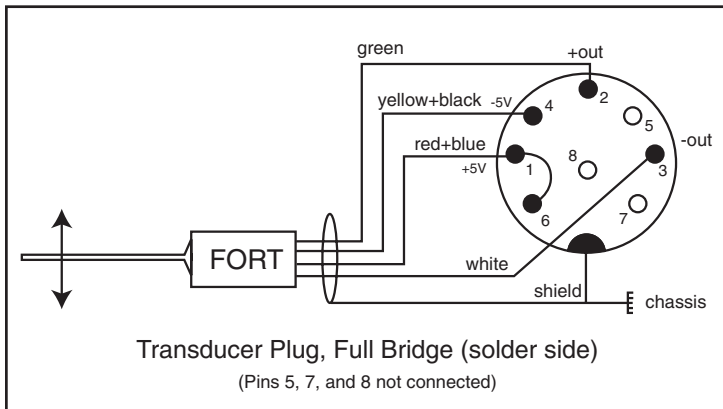 green
+out
yellow+black -5V
4
2
5
-out
red+blue
+5V
1
8
3
6
7
FORT
white
shield
chassis
Transducer Plug, Full Bridge (solder side)
(Pins 5, 7, and 8 not connected)